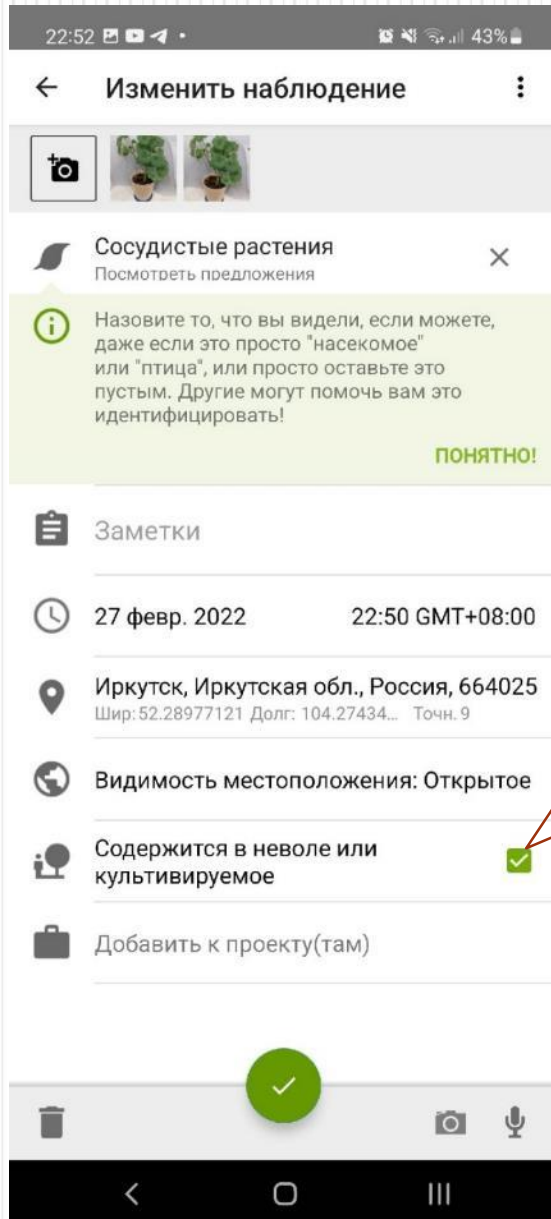 22:52 43%
Изменить наблюдение
Сосудистые растения
Посмотреть предложения
Назовите то, что вы видели, если можете,
даже если это просто "насекомое"
или "птица", или просто оставьте это
пустым. Другие могут помочь вам это
идентифицировать!
ПОНЯТНО!
Заметки
27 февр. 2022 22:50 GMT+08:00
Иркутск, Иркутская обл., Россия, 664025
Шир: 52.28977121 Долг: 104.27434... Точн. 9
Видимость местоположения: Открытое
Содержится в неволе или
культивируемое
Добавить к проекту(там)